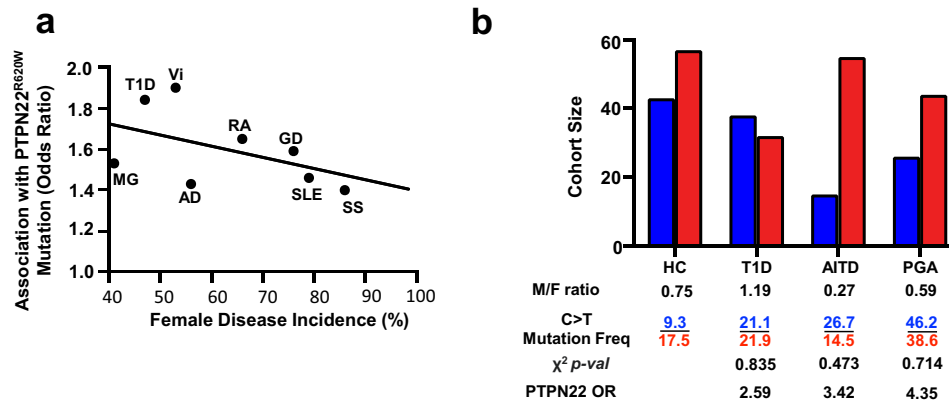 a
Association with PTPN22R620W
Mutation (Odds Ratio)
2.0
1.8
1.6
1.4
1.2
1.0
T1D
Vi
RA
GD
MG
AD
SLE
SS
40
50
60
70
80
90
100
Female Disease Incidence (%)
b
Cohort Size
60
40
20
0
HC T1D AITD PGA
M/F ratio 0.75 1.19 0.27 0.59
C>T 9.3 21.1 26.7 46.2
Mutation Freq 17.5 21.9 14.5 38.6
χ2 p-val 0.835 0.473 0.714
PTPN22 OR 2.59 3.42 4.35